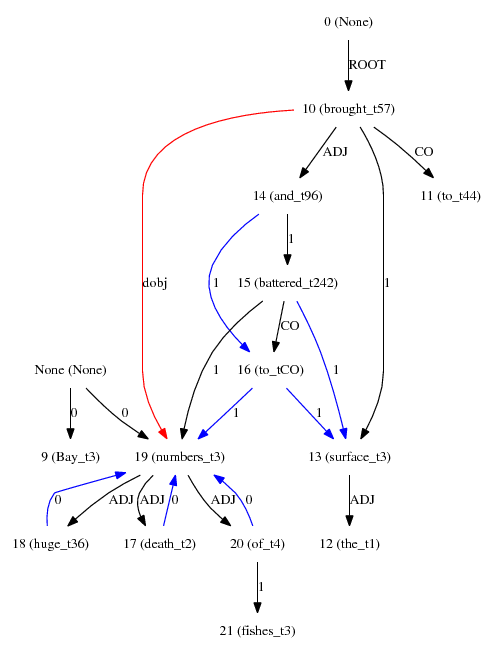 0 (None)
ROOT
10 (brought_t57)
ADJ CO
14 (and_t96) 11 (to_t44)
1
dobj 1 15 (battered_t242) 1
CO
None (None) 1 16 (to_tCO) 1
0 0 1 1
9 (Bay_t3) 19 (numbers_t3) 13 (surface_t3)
0 ADJ ADJ 0 ADJ 0 ADJ
18 (huge_t36) 17 (death_t2) 20 (of_t4) 12 (the_t1)
1
21 (fishes_t3)